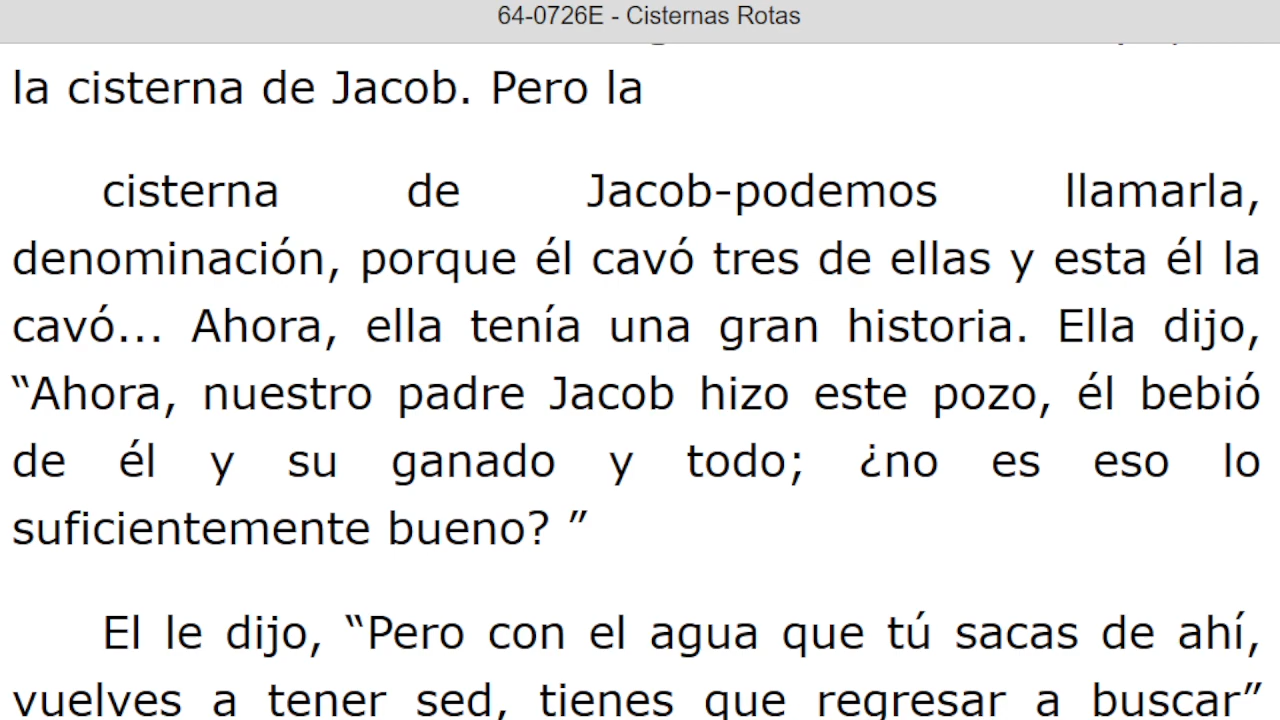 64-0726E - Cisternas Rotas
la cisterna de Jacob. Pero la
cisterna de Jacob-podemos llamarla,
denominación, porque él cavó tres de ellas y esta él la
cavó... Ahora, ella tenía una gran historia. Ella dijo,
“Ahora, nuestro padre Jacob hizo este pozo, él bebió
de él y su ganado y todo; ¿no es eso lo
suficientemente bueno? ”
El le dijo, “Pero con el agua que tú sacas de ahí,
vuelves a tener sed, tienes que regresar a buscar”